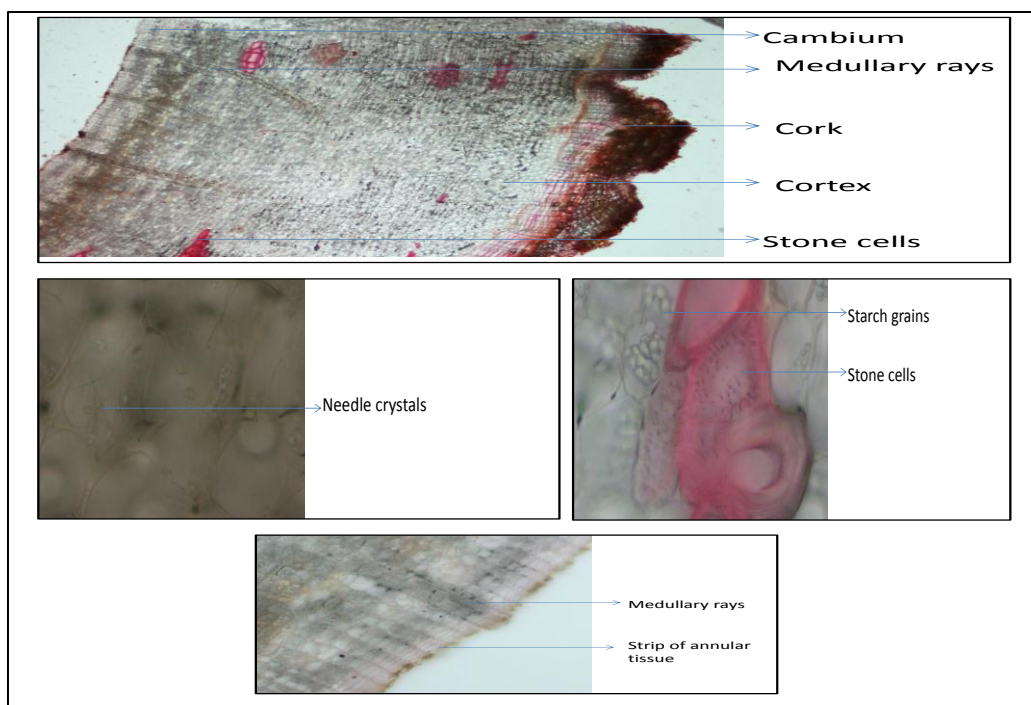 Cambium
Medullary rays
Cork
Cortex
Stone cells
Needle crystals
Starch grains
Stone cells
Medullary rays
Strip of annular
tissue